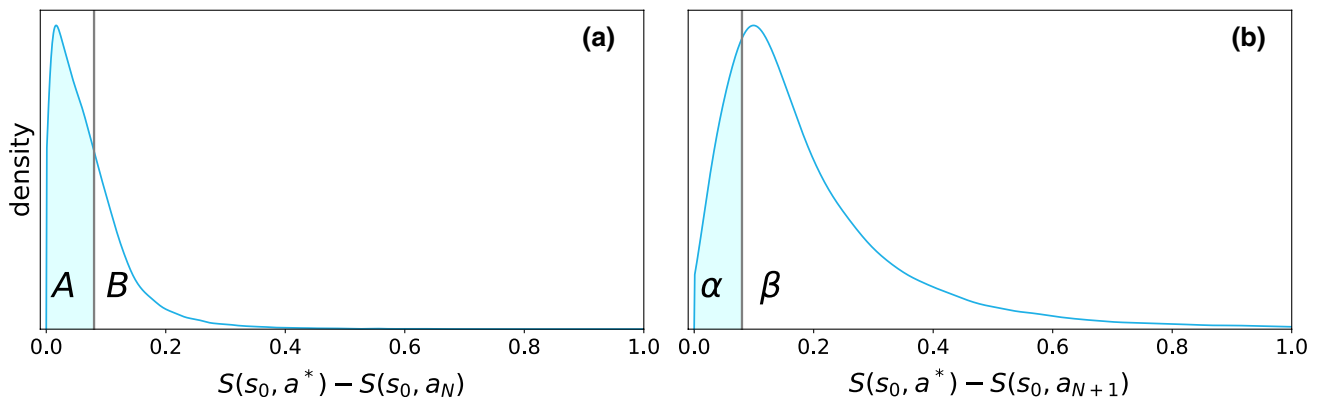 (a)
density
A B
0.0 0.2 0.4 0.6 0.8 1.0
S(s₀, a*) − S(s₀, a_N)
(b)
α β
0.0 0.2 0.4 0.6 0.8 1.0
S(s₀, a*) − S(s₀, a_{N+1})